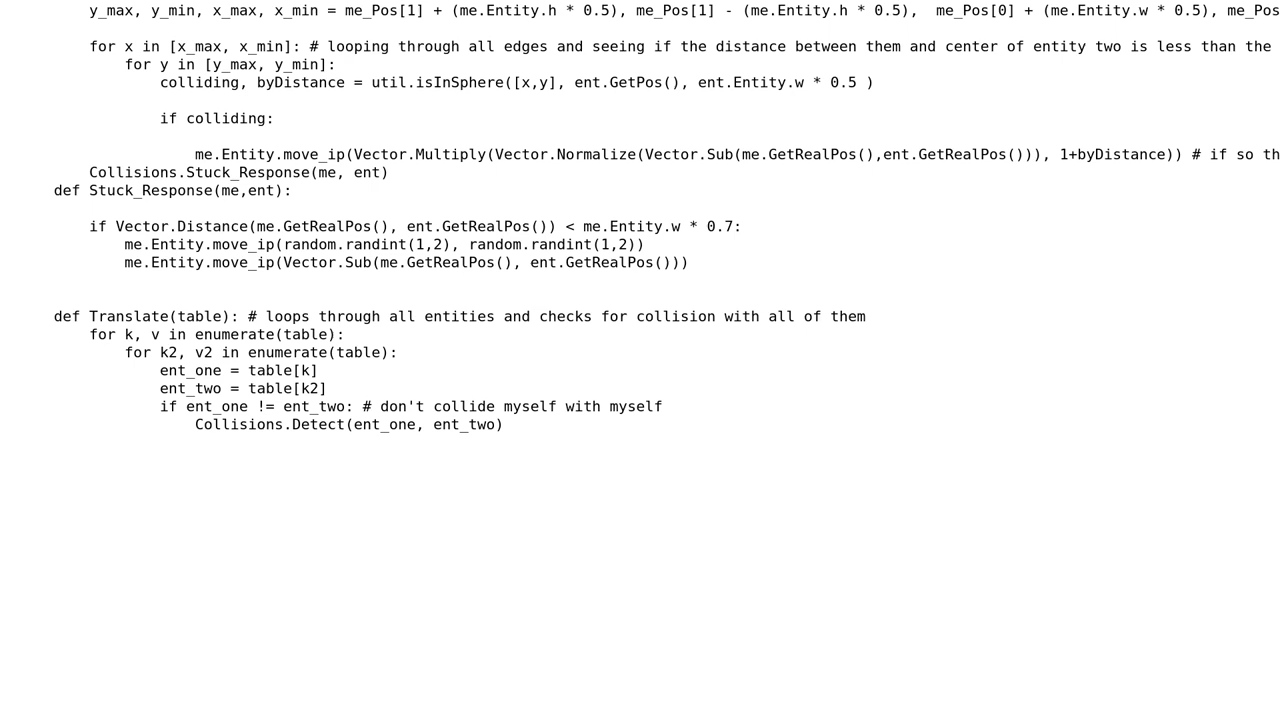 y_max, y_min, x_max, x_min = me_Pos[1] + (me.Entity.h * 0.5), me_Pos[1] - (me.Entity.h * 0.5),  me_Pos[0] + (me.Entity.w * 0.5), me_Pos
for x in [x_max, x_min]: # looping through all edges and seeing if the distance between them and center of entity two is less than the
for y in [y_max, y_min]:
colliding, byDistance = util.isInSphere([x,y], ent.GetPos(), ent.Entity.w * 0.5 )
if colliding:
me.Entity.move_ip(Vector.Multiply(Vector.Normalize(Vector.Sub(me.GetRealPos(),ent.GetRealPos())), 1+byDistance)) # if so th
Collisions.Stuck_Response(me, ent)
def Stuck_Response(me,ent):
if Vector.Distance(me.GetRealPos(), ent.GetRealPos()) < me.Entity.w * 0.7:
me.Entity.move_ip(random.randint(1,2), random.randint(1,2))
me.Entity.move_ip(Vector.Sub(me.GetRealPos(), ent.GetRealPos()))
def Translate(table): # loops through all entities and checks for collision with all of them
for k, v in enumerate(table):
for k2, v2 in enumerate(table):
ent_one = table[k]
ent_two = table[k2]
if ent_one != ent_two: # don't collide myself with myself
Collisions.Detect(ent_one, ent_two)